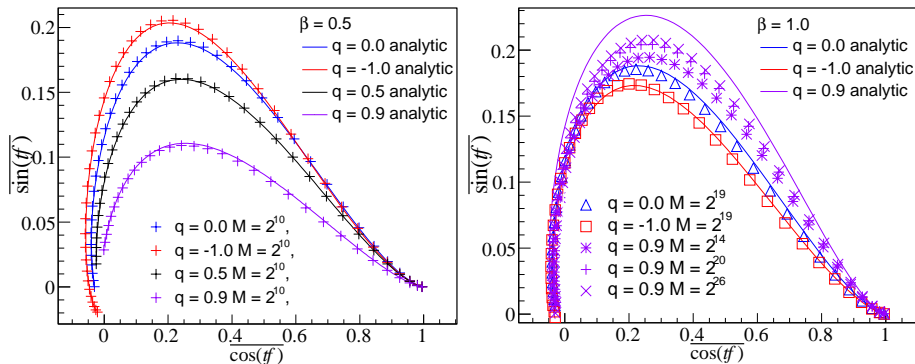 β = 0.5
q = 0.0 analytic
q = -1.0 analytic
q = 0.5 analytic
q = 0.9 analytic
q = 0.0 M = 2^10,
q = -1.0 M = 2^10,
q = 0.5 M = 2^10,
q = 0.9 M = 2^10,
0.2
0.15
0.1
0.05
0
0 0.2 0.4 0.6 0.8 1
sin(tf)
cos(tf)
β = 1.0
q = 0.0 analytic
q = -1.0 analytic
q = 0.9 analytic
q = 0.0 M = 2^19
q = -1.0 M = 2^19
q = 0.9 M = 2^14
q = 0.9 M = 2^20
q = 0.9 M = 2^26
0.2
0.15
0.1
0.05
0
0 0.2 0.4 0.6 0.8 1
sin(tf)
cos(tf)